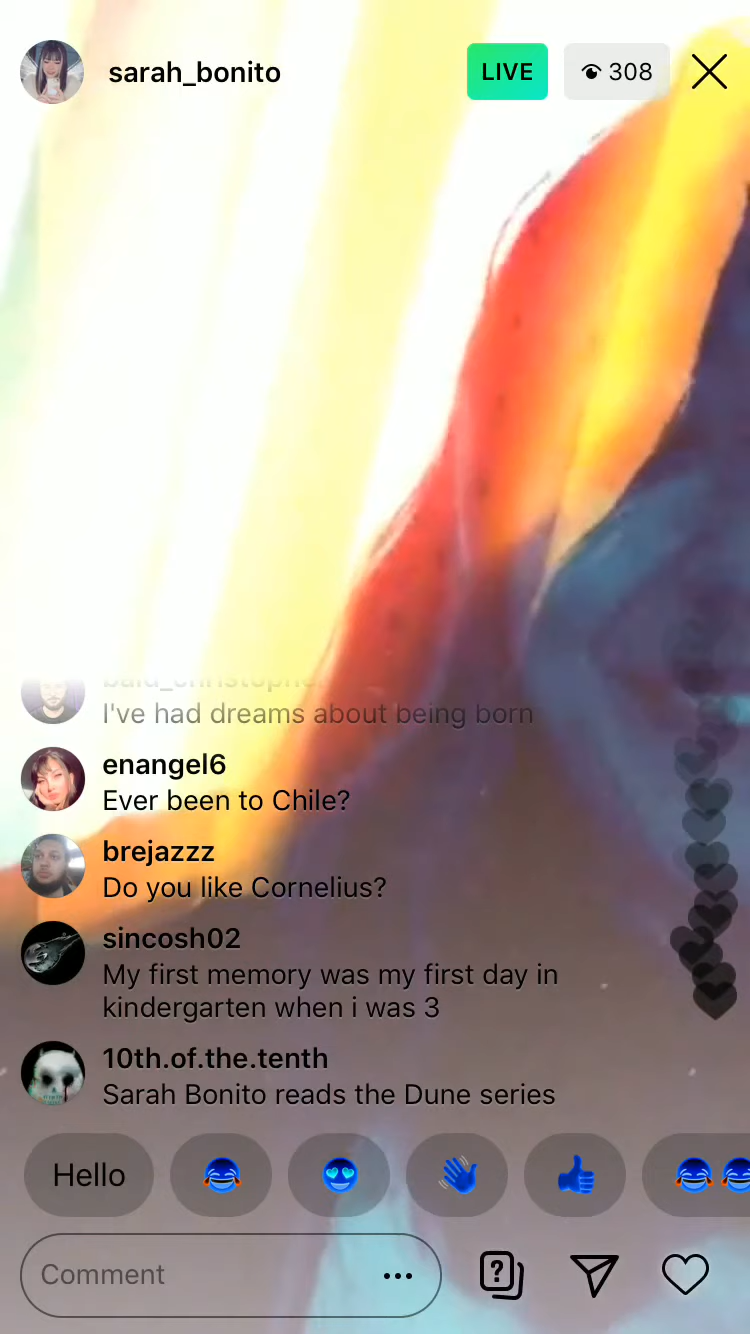 sarah_bonito
LIVE
308
I've had dreams about being born
enangel6
Ever been to Chile?
brejazzz
Do you like Cornelius?
sincosh02
My first memory was my first day in
kindergarten when i was 3
10th.of.the.tenth
Sarah Bonito reads the Dune series
Hello
Comment